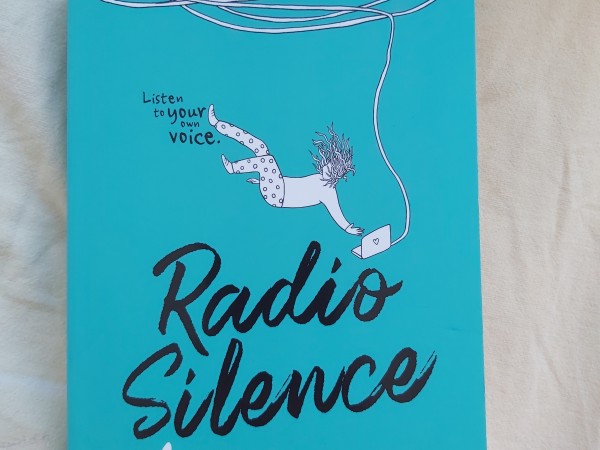 Listen
to your
own
voice.
Radio
Silence